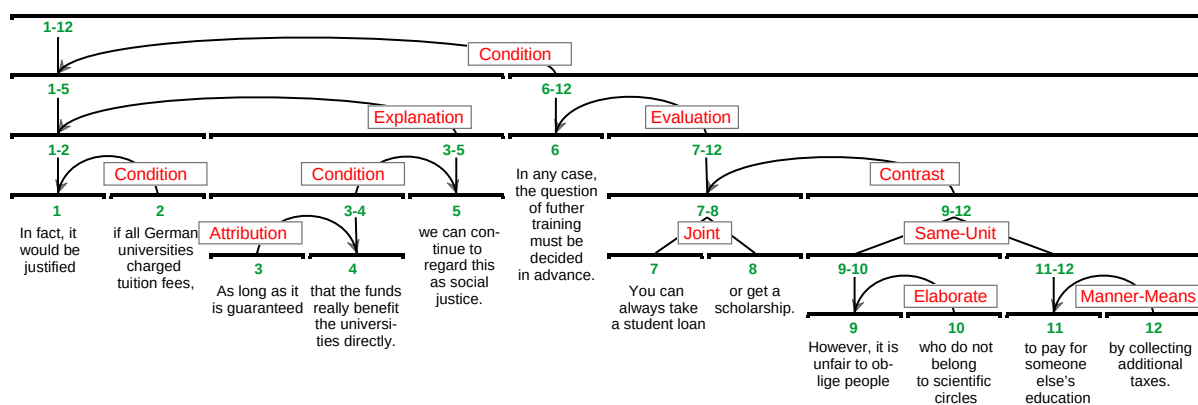 1-12
Condition
1-5
6-12
Explanation
Evaluation
1-2
3-5
6
7-12
Condition
Condition
Contrast
1
2
3-4
5
In any case,
the question
of futher
training
must be
decided
in advance.
7-8
9-12
In fact, it
would be
justified
if all German
universities
charged
tuition fees,
Attribution
we can con-
tinue to
regard this
as social
justice.
Joint
Same-Unit
3
4
7
8
9-10
11-12
As long as it
is guaranteed
that the funds
really benefit
the universi-
ties directly.
You can
always take
a student loan
or get a
scholarship.
Elaborate
Manner-Means
9
10
11
12
However, it is
unfair to ob-
lige people
who do not
belong
to scientific
circles
to pay for
someone
else's
education
by collecting
additional
taxes.